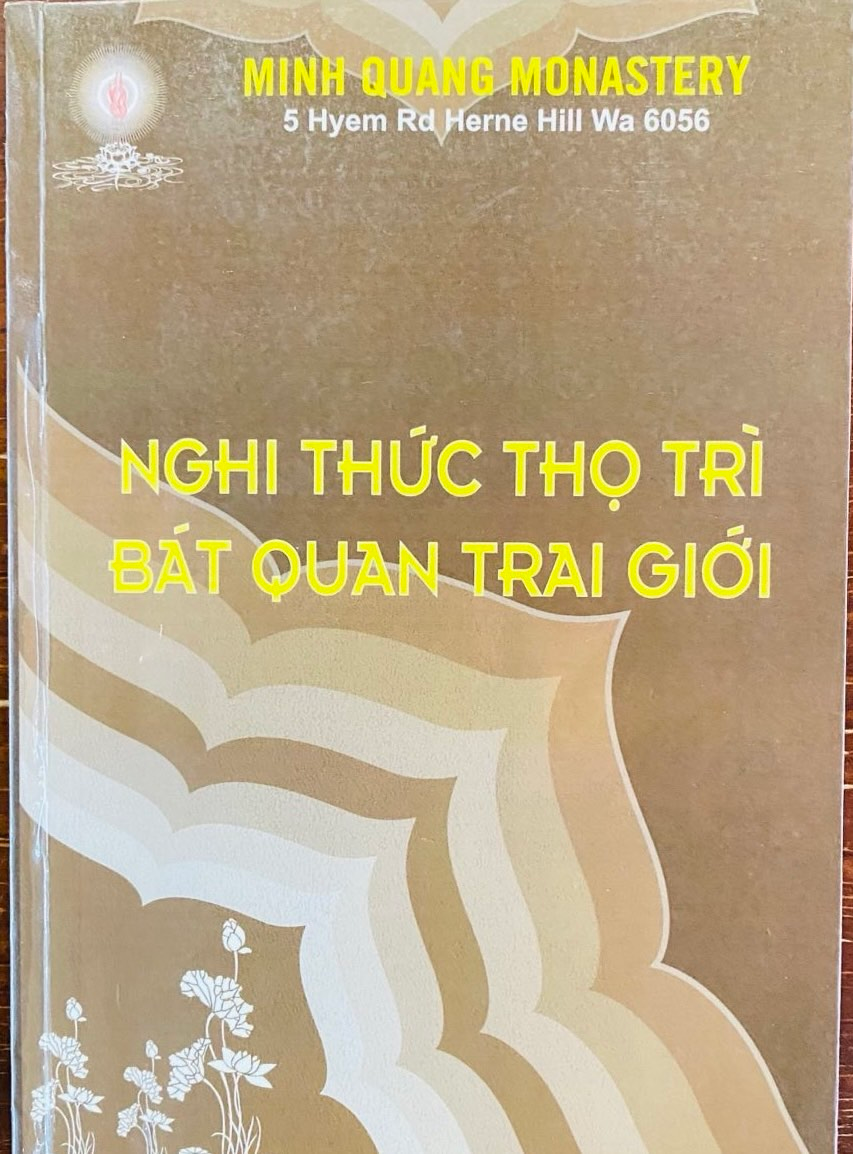 MINH QUANG MONASTERY
5 Hyem Rd Herne Hill Wa 6056
NGHI THỨC THỌ TRÌ
BÁT QUAN TRAI GIỚI